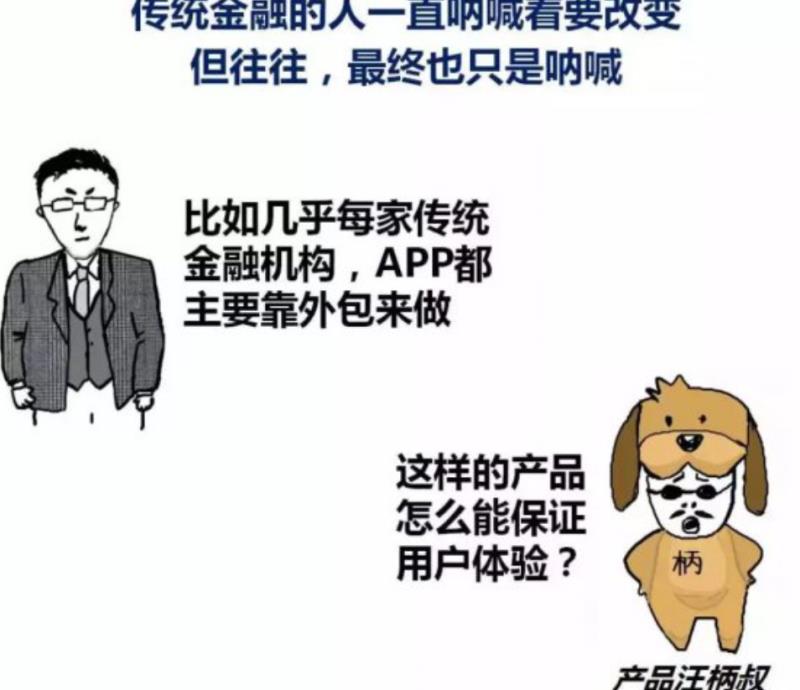 传统金融的人一直呐喊着要改变
但往往，最终也只是呐喊
比如几乎每家传统
金融机构，APP都
主要靠外包来做
这样的产品
怎么能保证
用户体验？
柄
产品汪柄叔